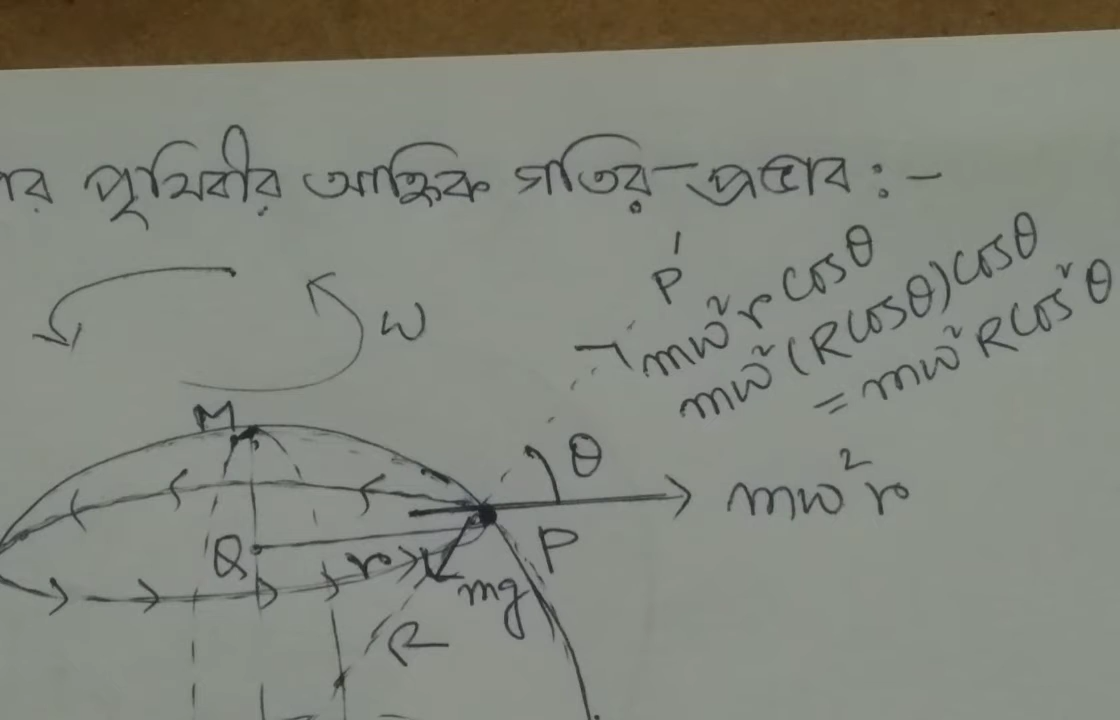 র পৃথিবীর আহ্নিক গতির প্রভাব :-
P'
mω²r cosθ
mω²(R cosθ) cosθ
= mω²R cos²θ
ω
M
θ
mω²r
Q
r
P
mg
R